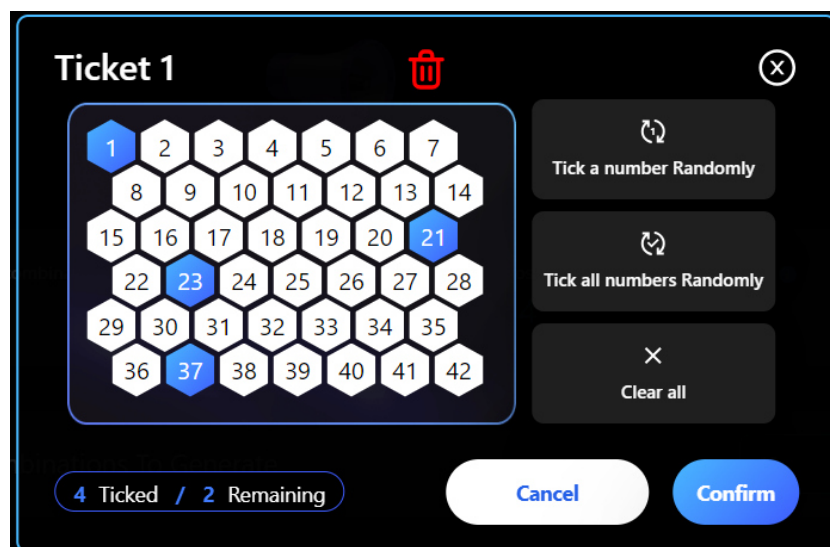 Ticket 1
1 2 3 4 5 6 7
8 9 10 11 12 13 14
15 16 17 18 19 20 21
22 23 24 25 26 27 28
29 30 31 32 33 34 35
36 37 38 39 40 41 42
1
Tick a number Randomly
Tick all numbers Randomly
Clear all
4 Ticked / 2 Remaining
Cancel
Confirm